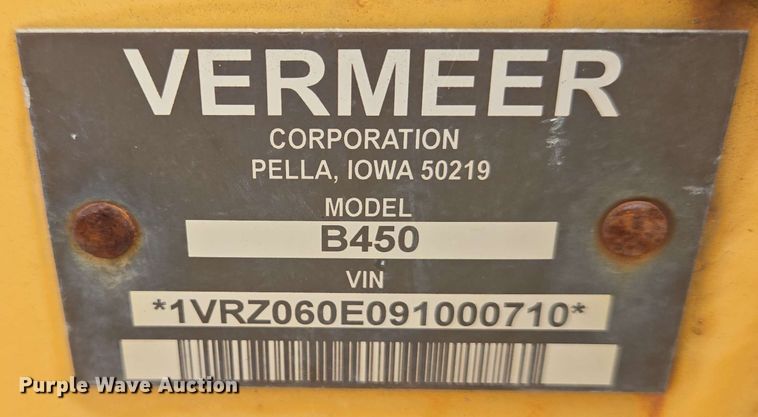 VERMEER
CORPORATION
PELLA, IOWA 50219
MODEL
B450
VIN
*1VRZ060E091000710*
Purple Wave Auction